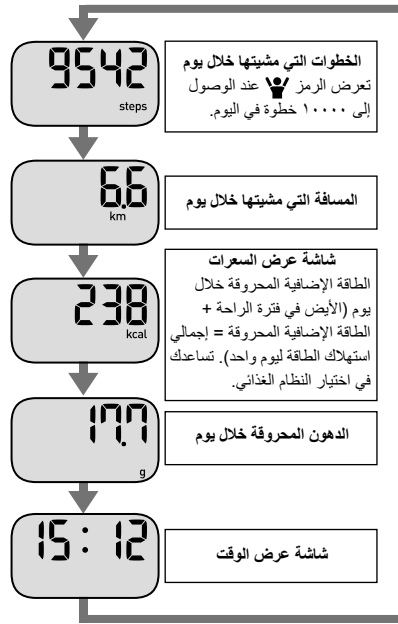 9542
steps
الخطوات التي مشيتها خلال يوم
تعرض الرمز عند الوصول
إلى ١٠٠٠٠ خطوة في اليوم.
6.6
km
المسافة التي مشيتها خلال يوم
238
kcal
شاشة عرض السعرات
الطاقة الإضافية المحروقة خلال
يوم (الأيض في فترة الراحة +
الطاقة الإضافية المحروقة = إجمالي
استهلاك الطاقة ليوم واحد). تساعدك
في اختيار النظام الغذائي.
17.7
g
الدهون المحروقة خلال يوم
15:12
شاشة عرض الوقت